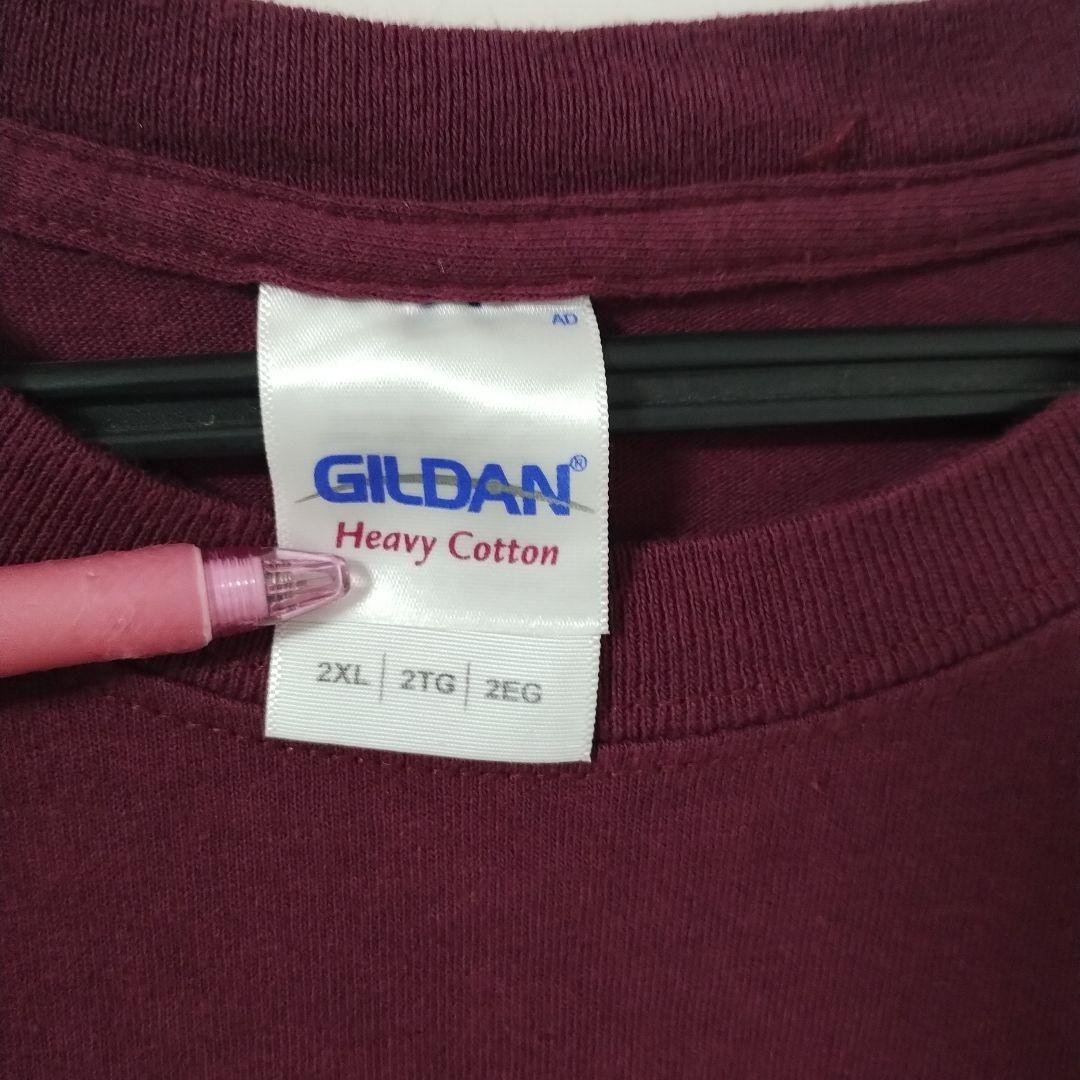 AD
GILDAN®
Heavy Cotton
2XL | 2TG | 2EG